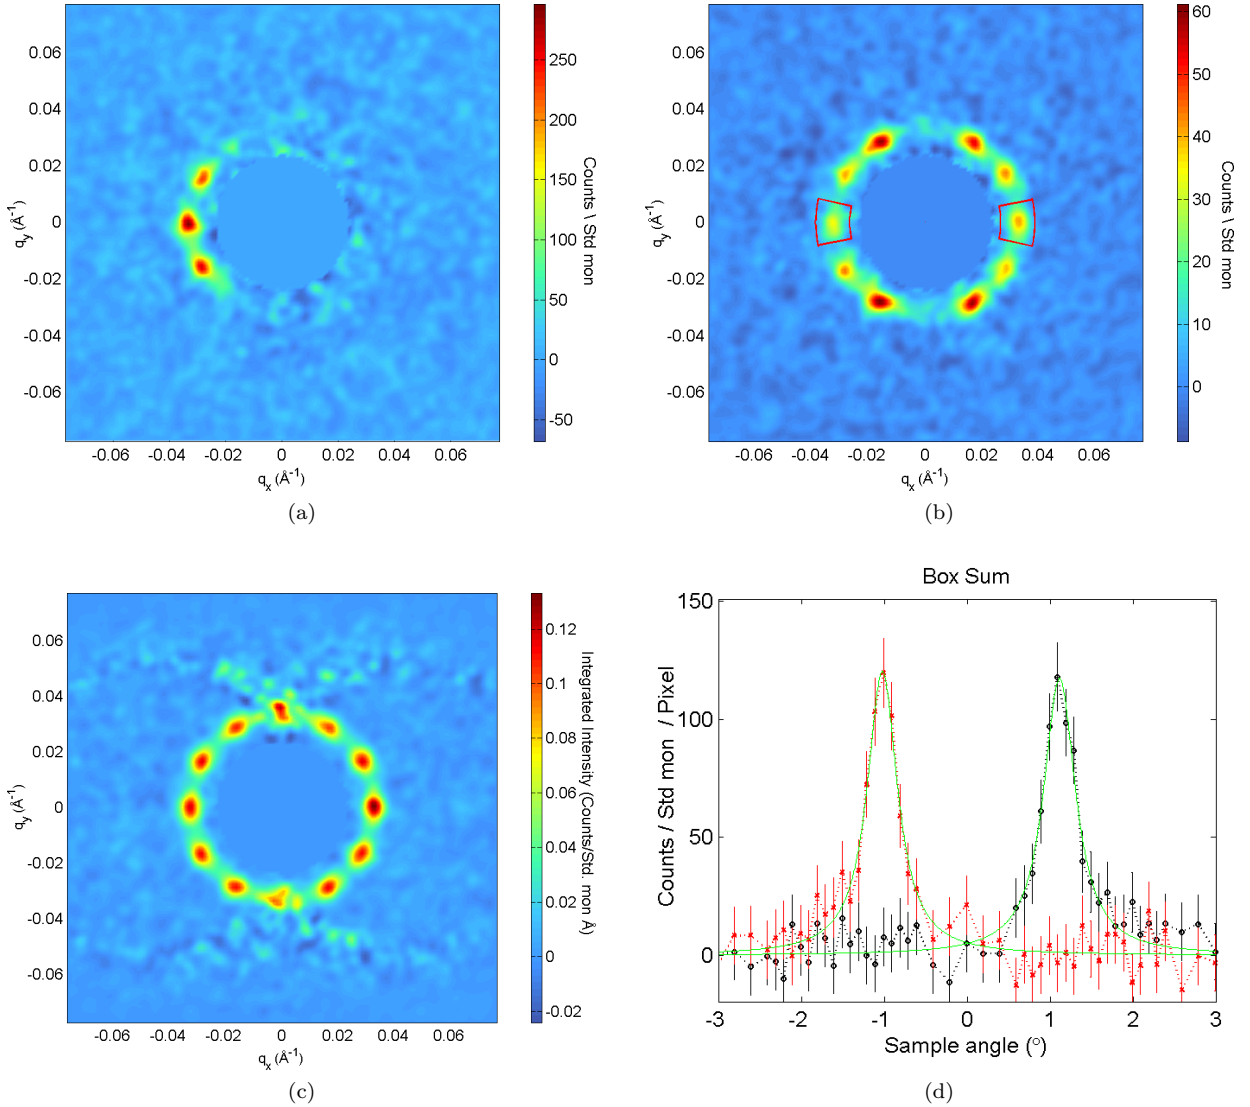 0.06
0.04
0.02
0
-0.02
-0.04
-0.06
q_y (Å⁻¹)
-0.06 -0.04 -0.02 0 0.02 0.04 0.06
q_x (Å⁻¹)
250
200
150
100
50
0
-50
Counts \ Std mon
(a)
0.06
0.04
0.02
0
-0.02
-0.04
-0.06
q_y (Å⁻¹)
-0.06 -0.04 -0.02 0 0.02 0.04 0.06
q_x (Å⁻¹)
60
50
40
30
20
10
0
Counts \ Std mon
(b)
0.06
0.04
0.02
0
-0.02
-0.04
-0.06
q_y (Å⁻¹)
-0.06 -0.04 -0.02 0 0.02 0.04 0.06
q_x (Å⁻¹)
0.12
0.1
0.08
0.06
0.04
0.02
0
-0.02
Integrated Intensity (Counts/Std. mon Å)
(c)
Box Sum
150
100
50
0
Counts / Std mon / Pixel
-3 -2 -1 0 1 2 3
Sample angle (°)
(d)